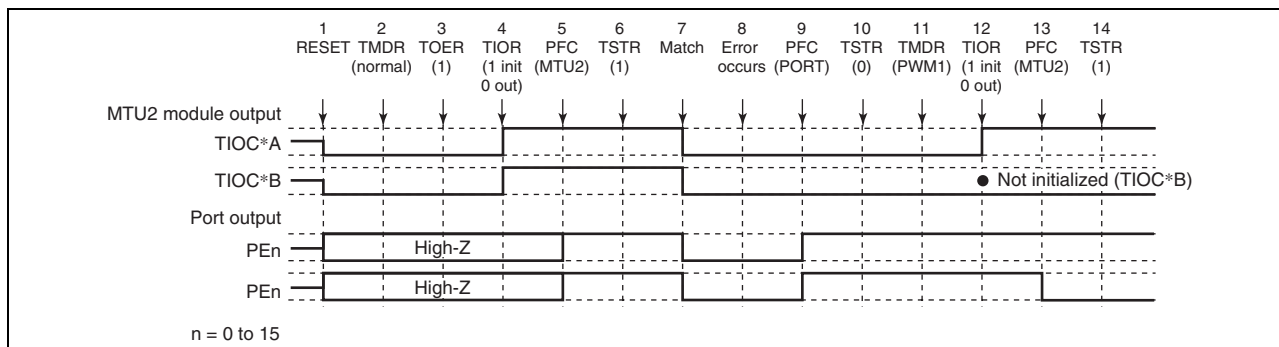 1 2 3 4 5 6 7 8 9 10 11 12 13 14
RESET TMDR TOER TIOR PFC TSTR Match Error PFC TSTR TMDR TIOR PFC TSTR
(normal) (1) (1 init (MTU2) (1) occurs (PORT) (0) (PWM1) (1 init (MTU2) (1)
0 out) 0 out)
MTU2 module output
TIOC*A
TIOC*B
● Not initialized (TIOC*B)
Port output
PEn
High-Z
PEn
High-Z
n = 0 to 15